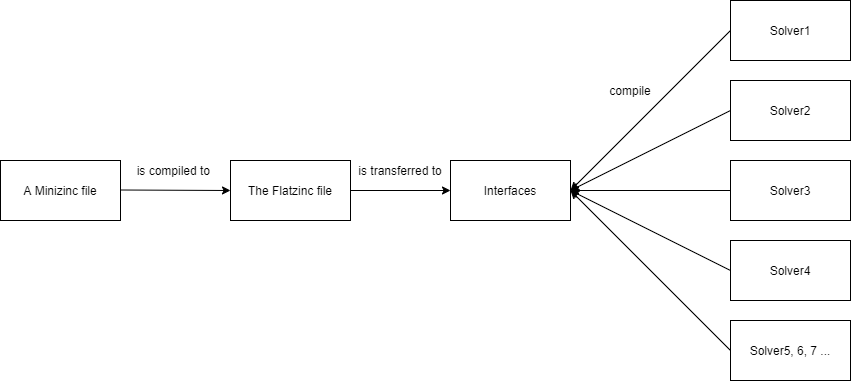 Solver1
compile
Solver2
A Minizinc file
is compiled to
The Flatzinc file
is transferred to
Interfaces
Solver3
Solver4
Solver5, 6, 7 ...